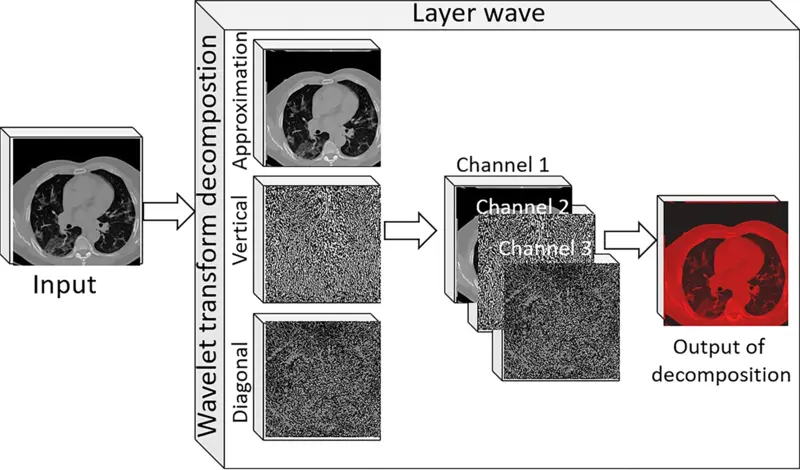 Layer wave
Wavelet transform decompostion
Approximation
Vertical
Diagonal
Input
Channel 1
Channel 2
Channel 3
Output of
decomposition